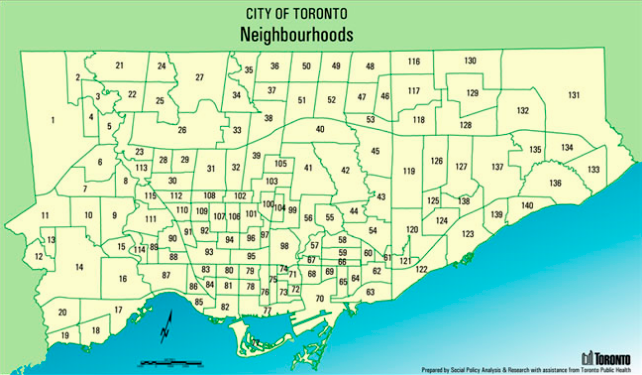 CITY OF TORONTO
Neighbourhoods
21 24 35 36 50 49 48 116 130
2 27
3 22 25 34 37 51 52 47 46 117 129 131
1 4 5 26 33 38 40 53 118 128 132
23 28 29 31 32 39 105 41 42 45 119 126 127 137 135 134
6 113 30 103 133
7 8 112 108 102 100 104 99 43 125 138 136
11 10 9 111 110 109 107 106 101 97 56 55 44 54 124 139 140
13 12 15 114 89 90 91 92 94 96 98 57 58 120 123
14 88 93 95 67 59 66 60 61 121 122
16 87 83 80 79 74 71 68 69 65 64 62
86 84 81 78 75 76 73 72 63
20 17 85 82 77 70
19 18
TORONTO
Prepared by Social Policy Analysis & Research with assistance from Toronto Public Health